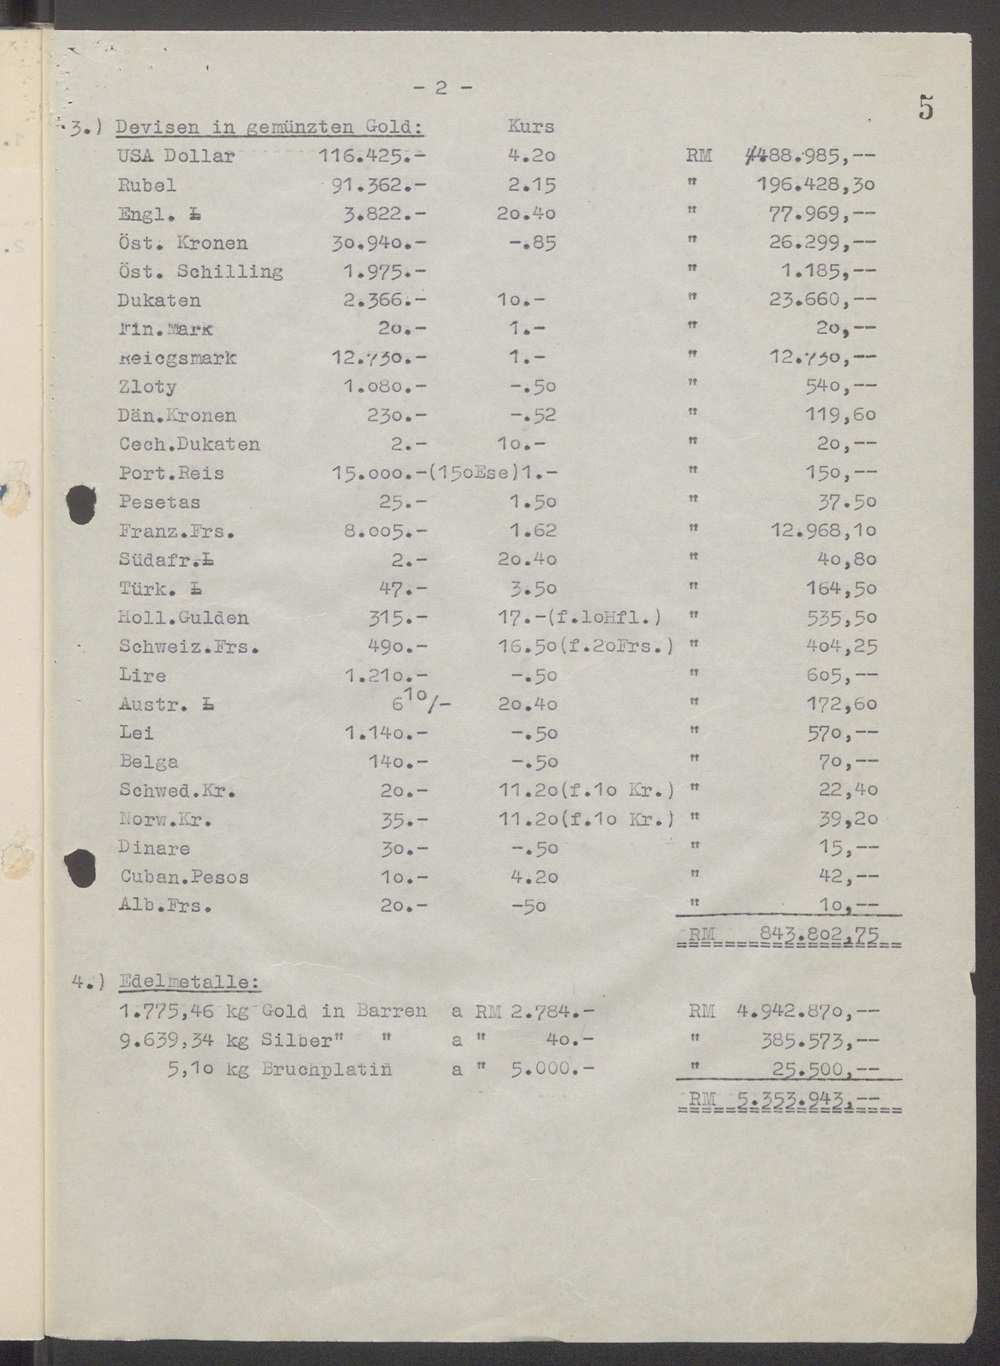 - 2 -
5
3.) Devisen in gemünzten Gold: Kurs
USA Dollar 116.425.- 4.2o RM 488.985,--
Rubel 91.362.- 2.15 " 196.428,3o
Engl. £ 3.822.- 2o.4o " 77.969,--
Öst. Kronen 3o.94o.- -.85 " 26.299,--
Öst. Schilling 1.975.- " 1.185,--
Dukaten 2.366.- 1o.- " 23.66o,--
Fin.Mark 2o.- 1.- " 2o,--
Reicgsmark 12.73o.- 1.- " 12.73o,--
Zloty 1.o8o.- -.5o " 54o,--
Dän.Kronen 23o.- -.52 " 119,6o
Cech.Dukaten 2.- 1o.- " 2o,--
Port.Reis 15.ooo.-(15oEse)1.- " 15o,--
Pesetas 25.- 1.5o " 37.5o
Franz.Frs. 8.oo5.- 1.62 " 12.968,1o
Südafr.£ 2.- 2o.4o " 4o,8o
Türk. £ 47.- 3.5o " 164,5o
Holl.Gulden 315.- 17.-(f.1oHfl.) " 535,5o
Schweiz.Frs. 49o.- 16.5o(f.2oFrs.) " 4o4,25
Lire 1.21o.- -.5o " 6o5,--
Austr. £ 6 1o/- 2o.4o " 172,6o
Lei 1.14o.- -.5o " 57o,--
Belga 14o.- -.5o " 7o,--
Schwed.Kr. 2o.- 11.2o(f.1o Kr.) " 22,4o
Norw.Kr. 35.- 11.2o(f.1o Kr.) " 39,2o
Dinare 3o.- -.5o " 15,--
Cuban.Pesos 1o.- 4.2o " 42,--
Alb.Frs. 2o.- -5o " 1o,--
RM 843.8o2,75
4.) Edelmetalle:
1.775,46 kg Gold in Barren a RM 2.784.- RM 4.942.87o,--
9.639,34 kg Silber" " a " 4o.- " 385.573,--
5,1o kg Bruchplatin a " 5.ooo.- " 25.5oo,--
RM 5.353.943,--